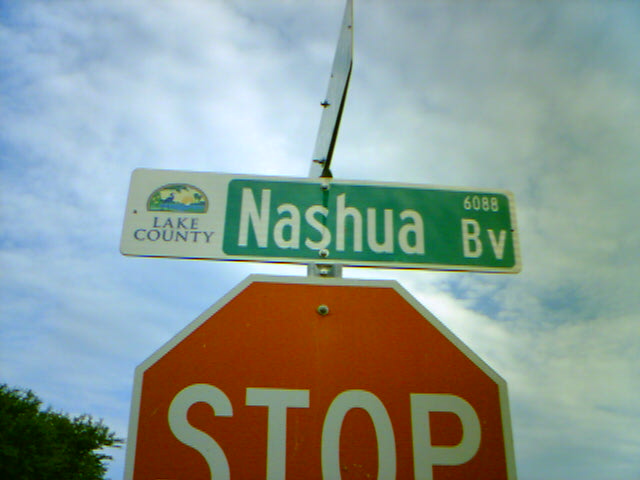 LAKE
COUNTY
Nashua
6088
Bv
STOP